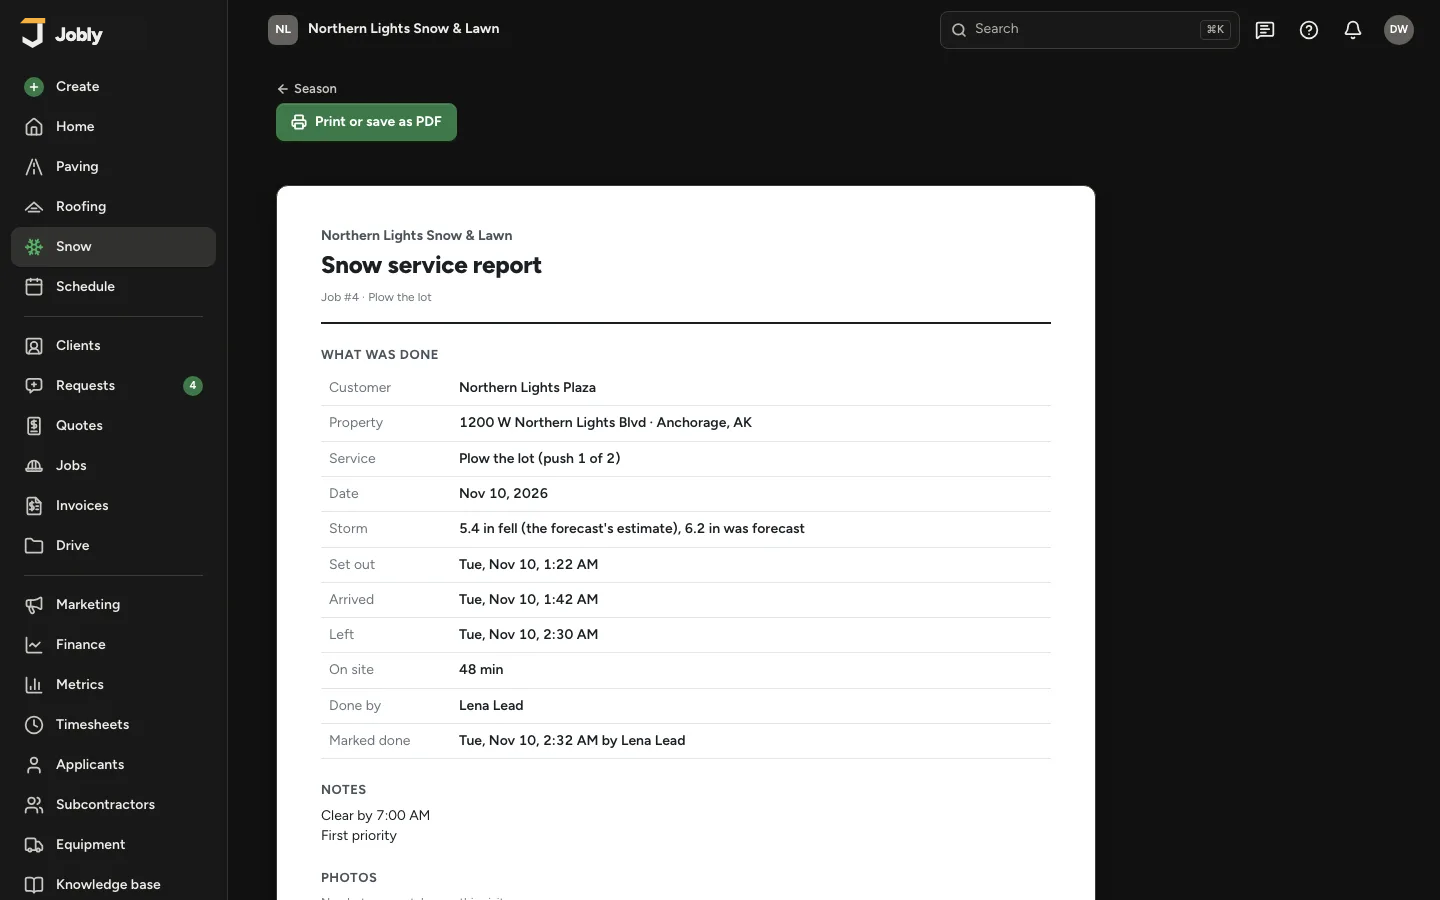 Jobly
NL
Northern Lights Snow & Lawn
Search
⌘K
DW
Create
Home
Paving
Roofing
Snow
Schedule
Clients
Requests
4
Quotes
Jobs
Invoices
Drive
Marketing
Finance
Metrics
Timesheets
Applicants
Subcontractors
Equipment
Knowledge base
← Season
Print or save as PDF
Northern Lights Snow & Lawn
Snow service report
Job #4 · Plow the lot
WHAT WAS DONE
Customer Northern Lights Plaza
Property 1200 W Northern Lights Blvd · Anchorage, AK
Service Plow the lot (push 1 of 2)
Date Nov 10, 2026
Storm 5.4 in fell (the forecast's estimate), 6.2 in was forecast
Set out Tue, Nov 10, 1:22 AM
Arrived Tue, Nov 10, 1:42 AM
Left Tue, Nov 10, 2:30 AM
On site 48 min
Done by Lena Lead
Marked done Tue, Nov 10, 2:32 AM by Lena Lead
NOTES
Clear by 7:00 AM
First priority
PHOTOS